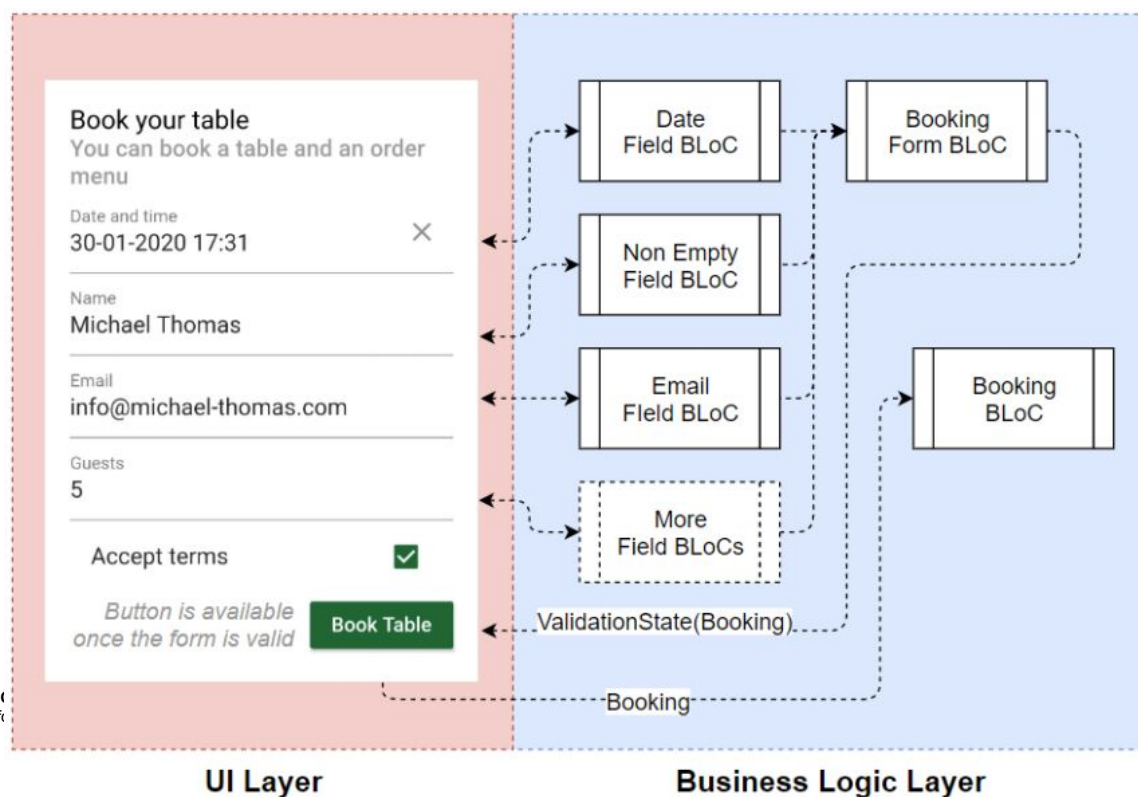 Book your table
You can book a table and an order
menu
Date and time
30-01-2020 17:31
Name
Michael Thomas
Email
info@michael-thomas.com
Guests
5
Accept terms
Button is available
once the form is valid
Book Table
Date
Field BLoC
Booking
Form BLoC
Non Empty
Field BLoC
Email
FIeld BLoC
Booking
BLoC
More
Field BLoCs
ValidationState(Booking)
Booking
UI Layer
Business Logic Layer